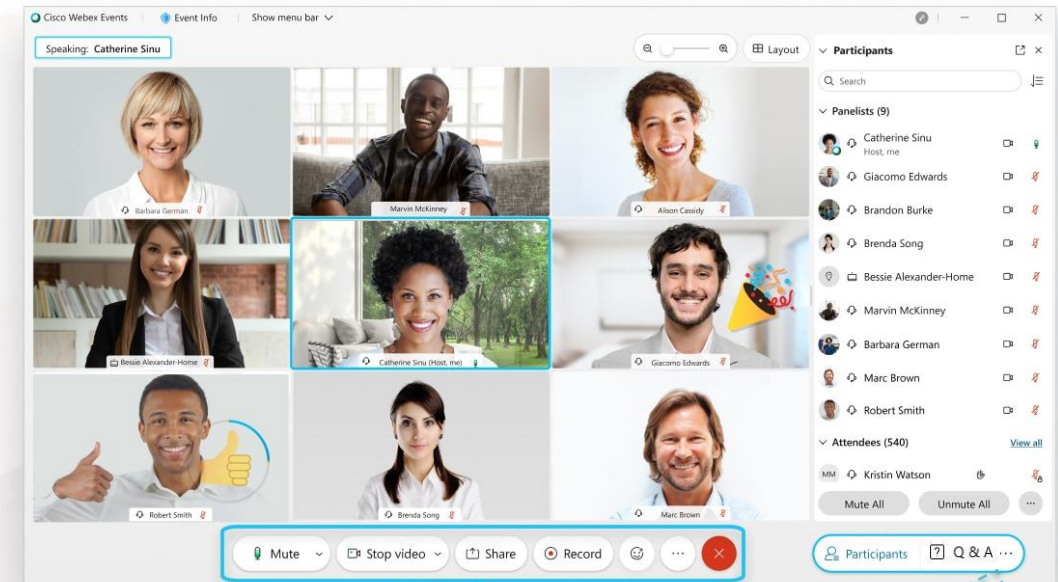 Cisco Webex Events
Event Info
Show menu bar
Speaking: Catherine Sinu
Layout
Barbara German
Marvin McKinney
Alison Cassidy
Bessie Alexander-Home
Catherine Sinu (Host, me)
Giacomo Edwards
Robert Smith
Brenda Song
Marc Brown
Mute
Stop video
Share
Record
Participants
Search
Panelists (9)
Catherine Sinu
Host, me
Giacomo Edwards
Brandon Burke
Brenda Song
Bessie Alexander-Home
Marvin McKinney
Barbara German
Marc Brown
Robert Smith
Attendees (540) View all
MM Kristin Watson
Mute All Unmute All ...
Participants ? Q & A ...